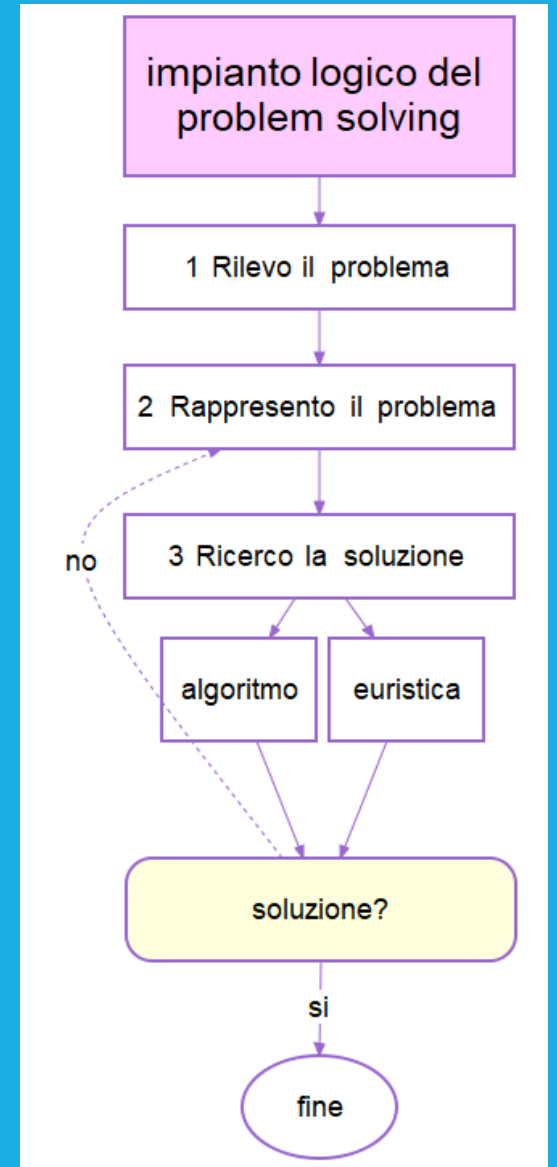 impianto logico del
problem solving
1 Rilevo il problema
2 Rappresento il problema
3 Ricerco la soluzione
no
algoritmo
euristica
soluzione?
si
fine